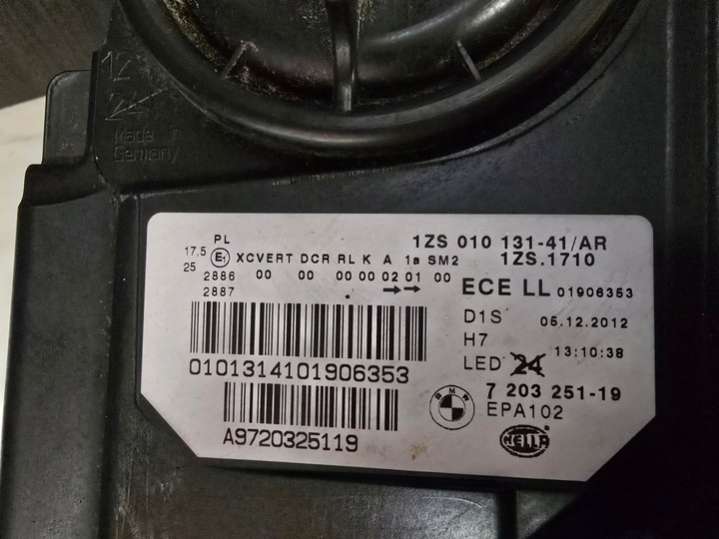 12
24
Made in
Germany
PL
1ZS 010 131-41/AR
17.5 E1 XCVERT DCR RL K A 1a SM2 1ZS.1710
25
2886 00 00 00 00 02 01 00
2887 →→ ECE LL 01906353
D1S 05.12.2012
H7 13:10:38
LED 24
0101314101906353
BMW 7 203 251-19
EPA102
A9720325119
HELLA